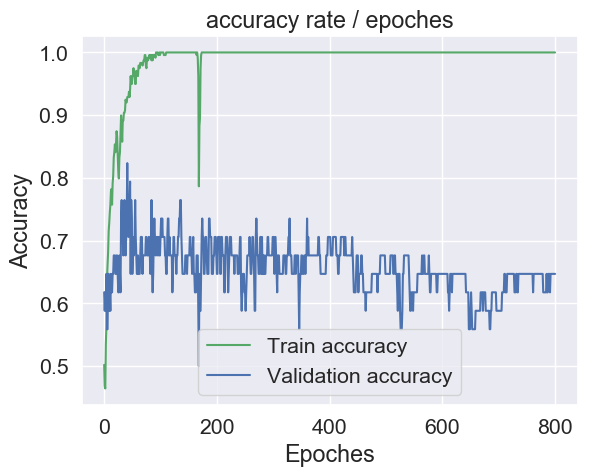 accuracy rate / epoches
1.0
0.9
0.8
0.7
0.6
0.5
Accuracy
Train accuracy
Validation accuracy
0
200
400
600
800
Epoches